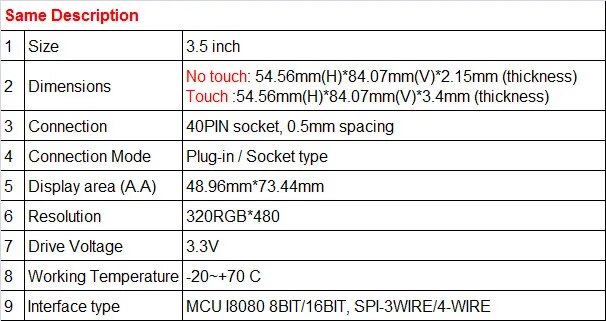 Same Description
1 Size 3.5 inch
2 Dimensions No touch: 54.56mm(H)*84.07mm(V)*2.15mm (thickness)
Touch :54.56mm(H)*84.07mm(V)*3.4mm (thickness)
3 Connection 40PIN socket, 0.5mm spacing
4 Connection Mode Plug-in / Socket type
5 Display area (A.A) 48.96mm*73.44mm
6 Resolution 320RGB*480
7 Drive Voltage 3.3V
8 Working Temperature -20~+70 C
9 Interface type MCU I8080 8BIT/16BIT, SPI-3WIRE/4-WIRE